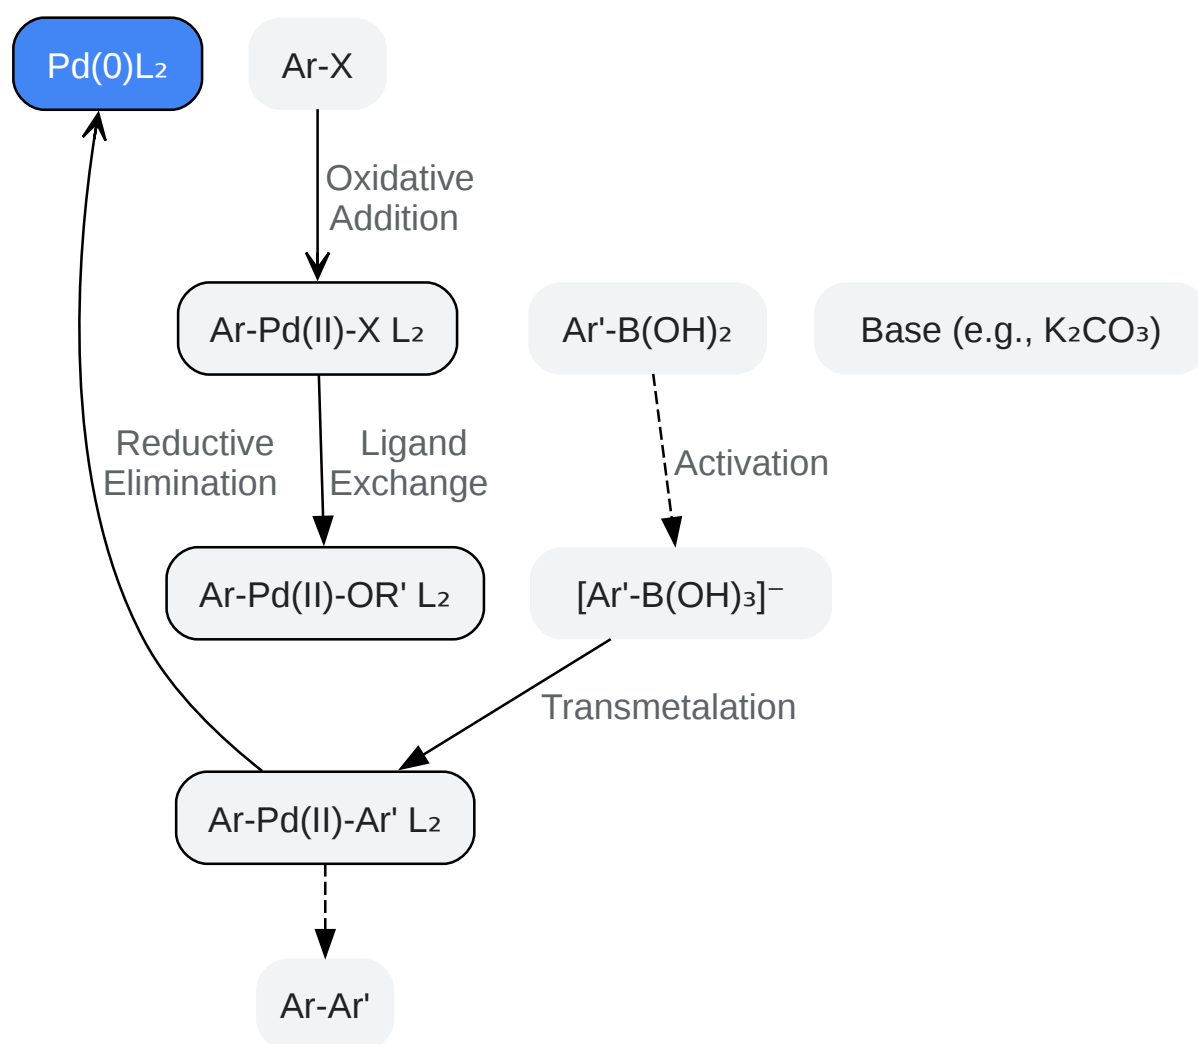 Pd(0)L₂
Ar-X
Oxidative
Addition
Ar-Pd(II)-X L₂
Ar'-B(OH)₂
Base (e.g., K₂CO₃)
Reductive
Elimination
Ligand
Exchange
Activation
Ar-Pd(II)-OR' L₂
[Ar'-B(OH)₃]⁻
Transmetalation
Ar-Pd(II)-Ar' L₂
Ar-Ar'